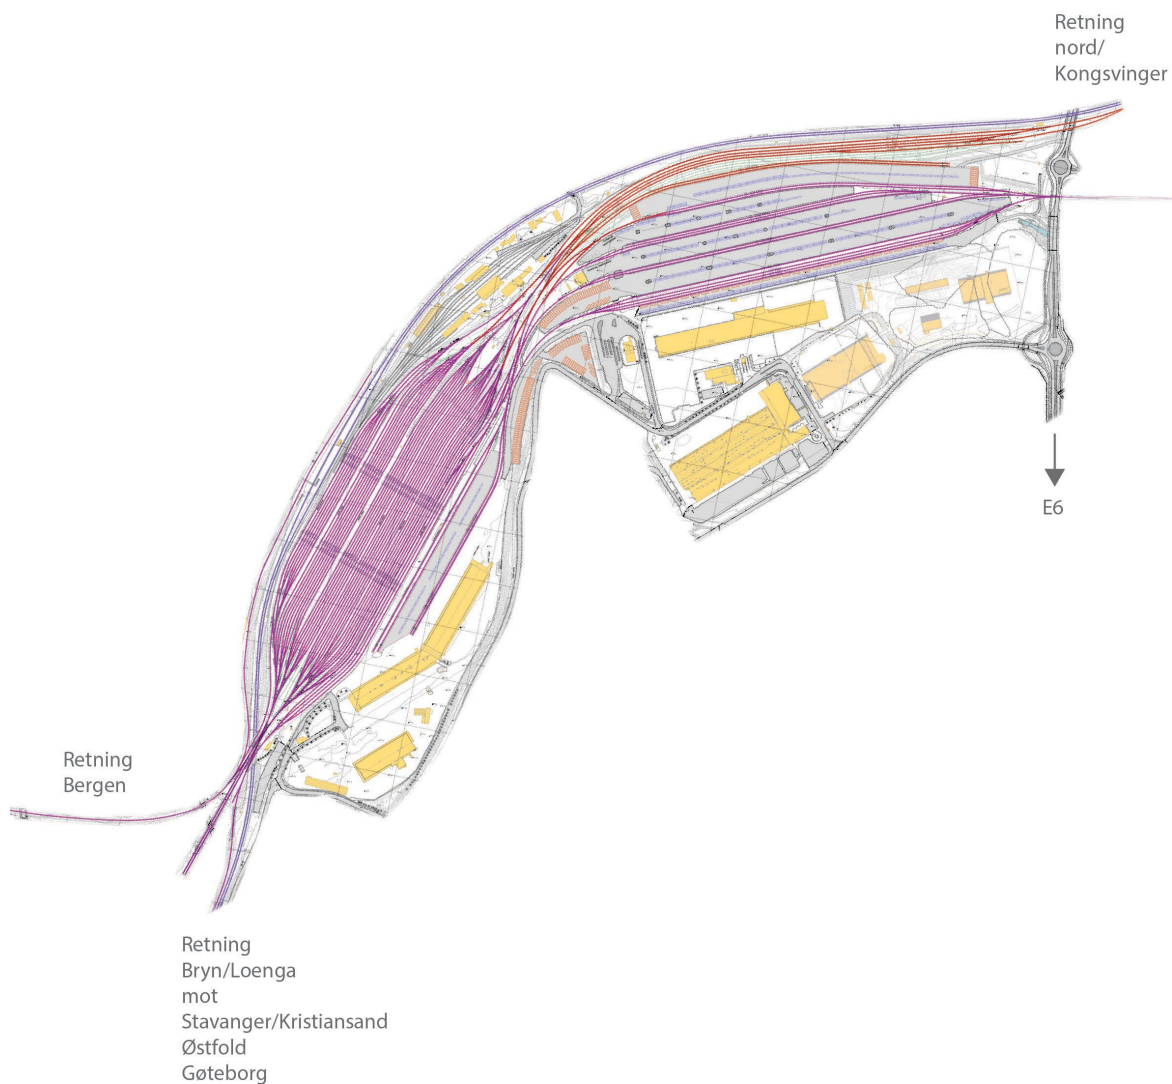 Retning
nord/
Kongsvinger
E6
Retning
Bergen
Retning
Bryn/Loenga
mot
Stavanger/Kristiansand
Østfold
Gøteborg